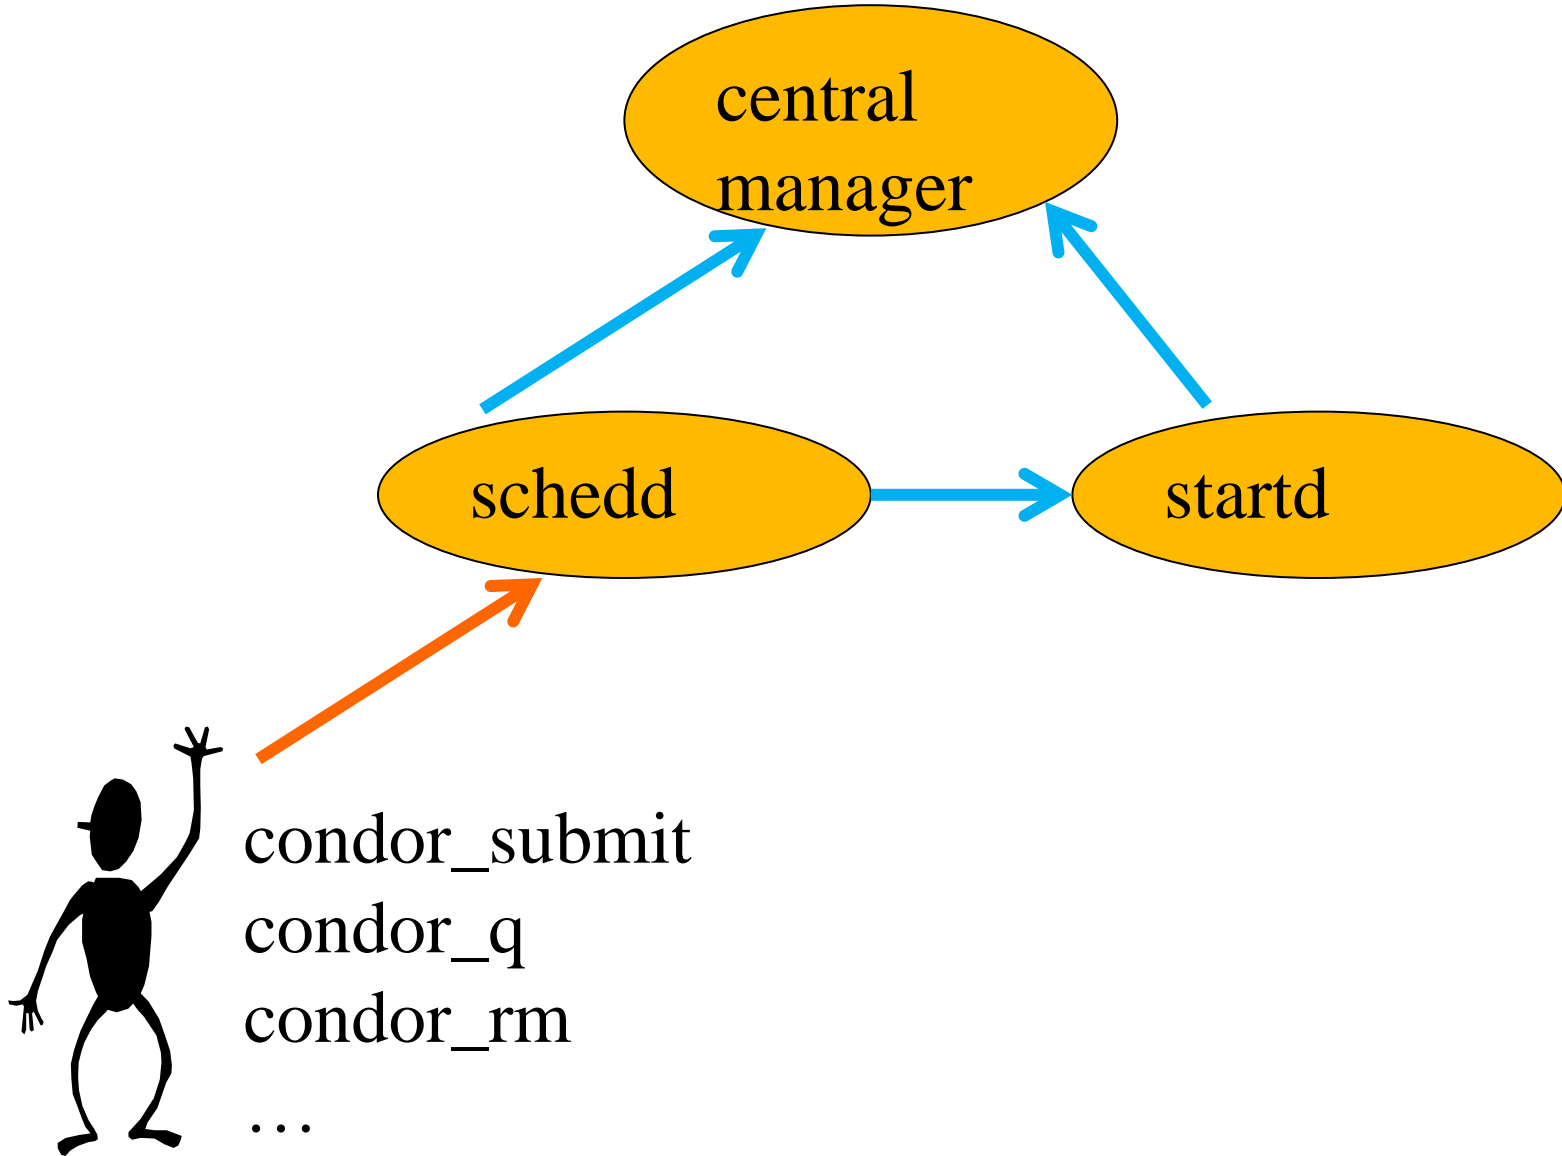 central
manager
schedd
startd
condor_submit
condor_q
condor_rm
…